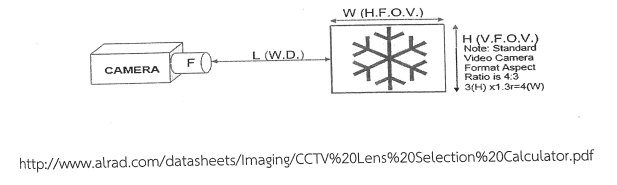 W (H.F.O.V.)
H (V.F.O.V.)
Note: Standard
Video Camera
Format Aspect
Ratio is 4:3
3(H) x1.3r=4(W)
L (W.D.)
F
CAMERA
http://www.alrad.com/datasheets/Imaging/CCTV%20Lens%20Selection%20Calculator.pdf